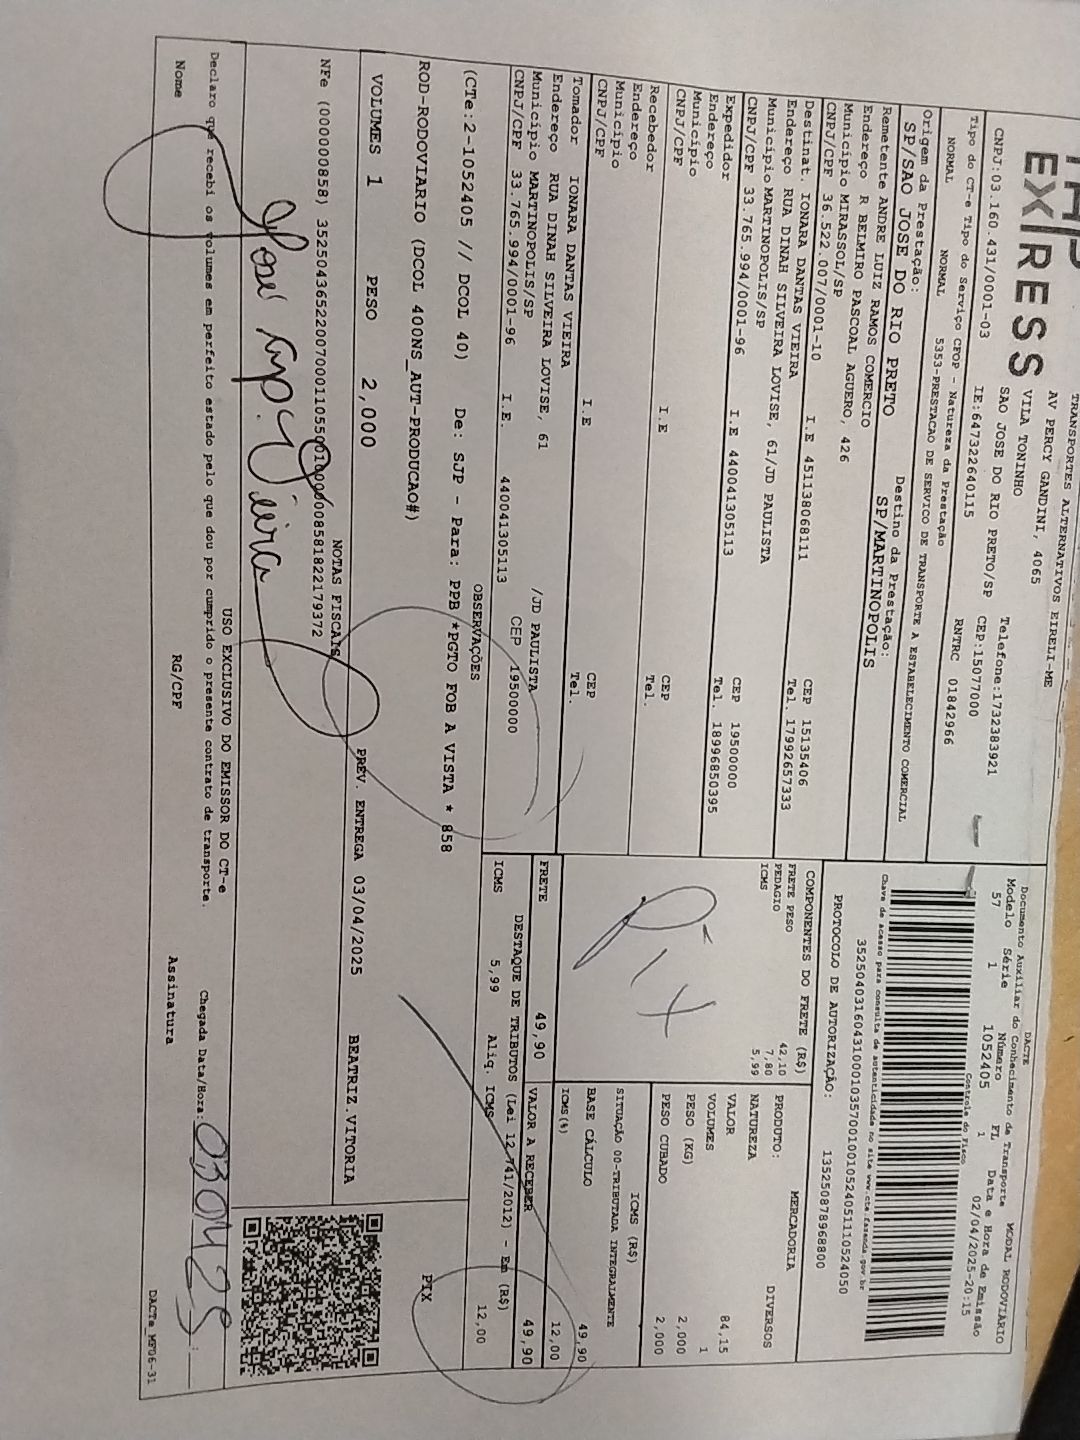 EXPRESS
TRANSPORTES ALTERNATIVOS EIRELI-ME
AV PERCY GANDINI, 4065
VILA TONINHO
SAO JOSE DO RIO PRETO/SP Telefone:1732383921
CNPJ:03.160.431/0001-03 IE:647322640115 CEP:15077000
Tipo do CT-e Tipo do Serviço CFOP - Natureza da Prestação RNTRC 01842966
NORMAL NORMAL 5353-PRESTACAO DE SERVICO DE TRANSPORTE A ESTABELECIMENTO COMERCIAL
Origem da Prestação: Destino da Prestação:
SP/SAO JOSE DO RIO PRETO SP/MARTINOPOLIS
Remetente ANDRE LUIZ RAMOS COMERCIO
Endereço R BELMIRO PASCOAL AGUERO, 426
Municipio MIRASSOL/SP CEP 15135406
CNPJ/CPF 36.522.007/0001-10 I.E 451138068111 Tel. 17992657333
Destinat. IONARA DANTAS VIEIRA
Endereço RUA DINAH SILVEIRA LOVISE, 61/JD PAULISTA
Municipio MARTINOPOLIS/SP CEP 19500000
CNPJ/CPF 33.765.994/0001-96 I.E 440041305113 Tel. 18996850395
Expedidor
Endereço
Municipio CEP
CNPJ/CPF I.E Tel.
Recebedor
Endereço
Municipio CEP
CNPJ/CPF I.E Tel.
Tomador IONARA DANTAS VIEIRA
Endereço RUA DINAH SILVEIRA LOVISE, 61 /JD PAULISTA
Municipio MARTINOPOLIS/SP CEP 19500000
CNPJ/CPF 33.765.994/0001-96 I.E. 440041305113
OBSERVAÇÕES
(CTe:2-1052405 // DCOL 40) De: SJP - Para: PPB *PGTO FOB A VISTA * 858
ROD-RODOVIARIO (DCOL 400NS_AUT-PRODUCAO#)
DACTE MODAL RODOVIÁRIO
Documento Auxiliar do Conhecimento de Transporte
Modelo Série Número FL Data e Hora de Emissão
57 1 1052405 1 02/04/2025-20:15
Controle do Fisco
Chave de acesso para consulta de autenticidade no site www.cte.fazenda.gov.br
35250403160431000103570010010524051110524050
PROTOCOLO DE AUTORIZAÇÃO: 135250878968800
COMPONENTES DO FRETE (R$)
FRETE PESO 42,10
PEDAGIO 7,80
ICMS 5,99
Pix
PRODUTO: MERCADORIA
NATUREZA DIVERSOS
VALOR 84,15
VOLUMES 1
PESO (KG) 2,000
PESO CUBADO 2,000
ICMS (R$)
SITUAÇÃO 00-TRIBUTADA INTEGRALMENTE
BASE CÁLCULO 49,90
ICMS (%) 12,00
FRETE 49,90 VALOR A RECEBER 49,90
DESTAQUE DE TRIBUTOS (Lei 12.741/2012) - Em (R$)
ICMS 5,99 Aliq. ICMS 12,00
PIX
VOLUMES 1 PESO 2,000 PREV. ENTREGA 03/04/2025 BEATRIZ.VITORIA
NOTAS FISCAIS
NFe (000000858) 35250436522007000110550010000008581822179372
José Vieira
USO EXCLUSIVO DO EMISSOR DO CT-e
Declaro que recebi os volumes em perfeito estado pelo que dou por cumprido o presente contrato de transporte. Chegada Data/Hora: 030425 :
Nome RG/CPF Assinatura
DACTe MF06-31